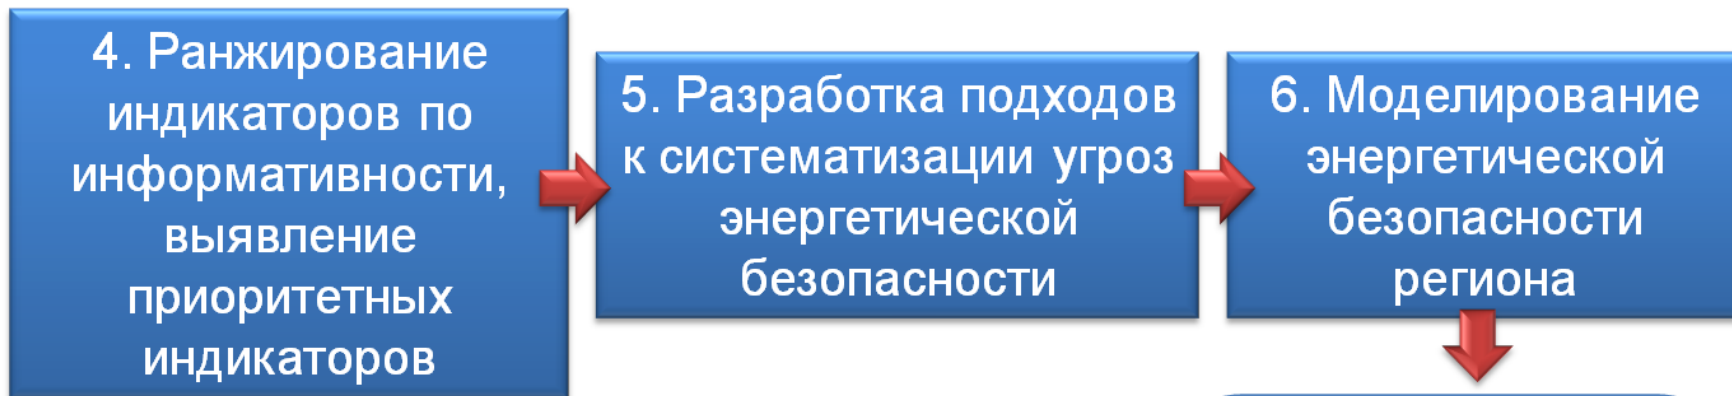 4. Ранжирование
индикаторов по
информативности,
выявление
приоритетных
индикаторов
5. Разработка подходов
к систематизации угроз
энергетической
безопасности
6. Моделирование
энергетической
безопасности
региона